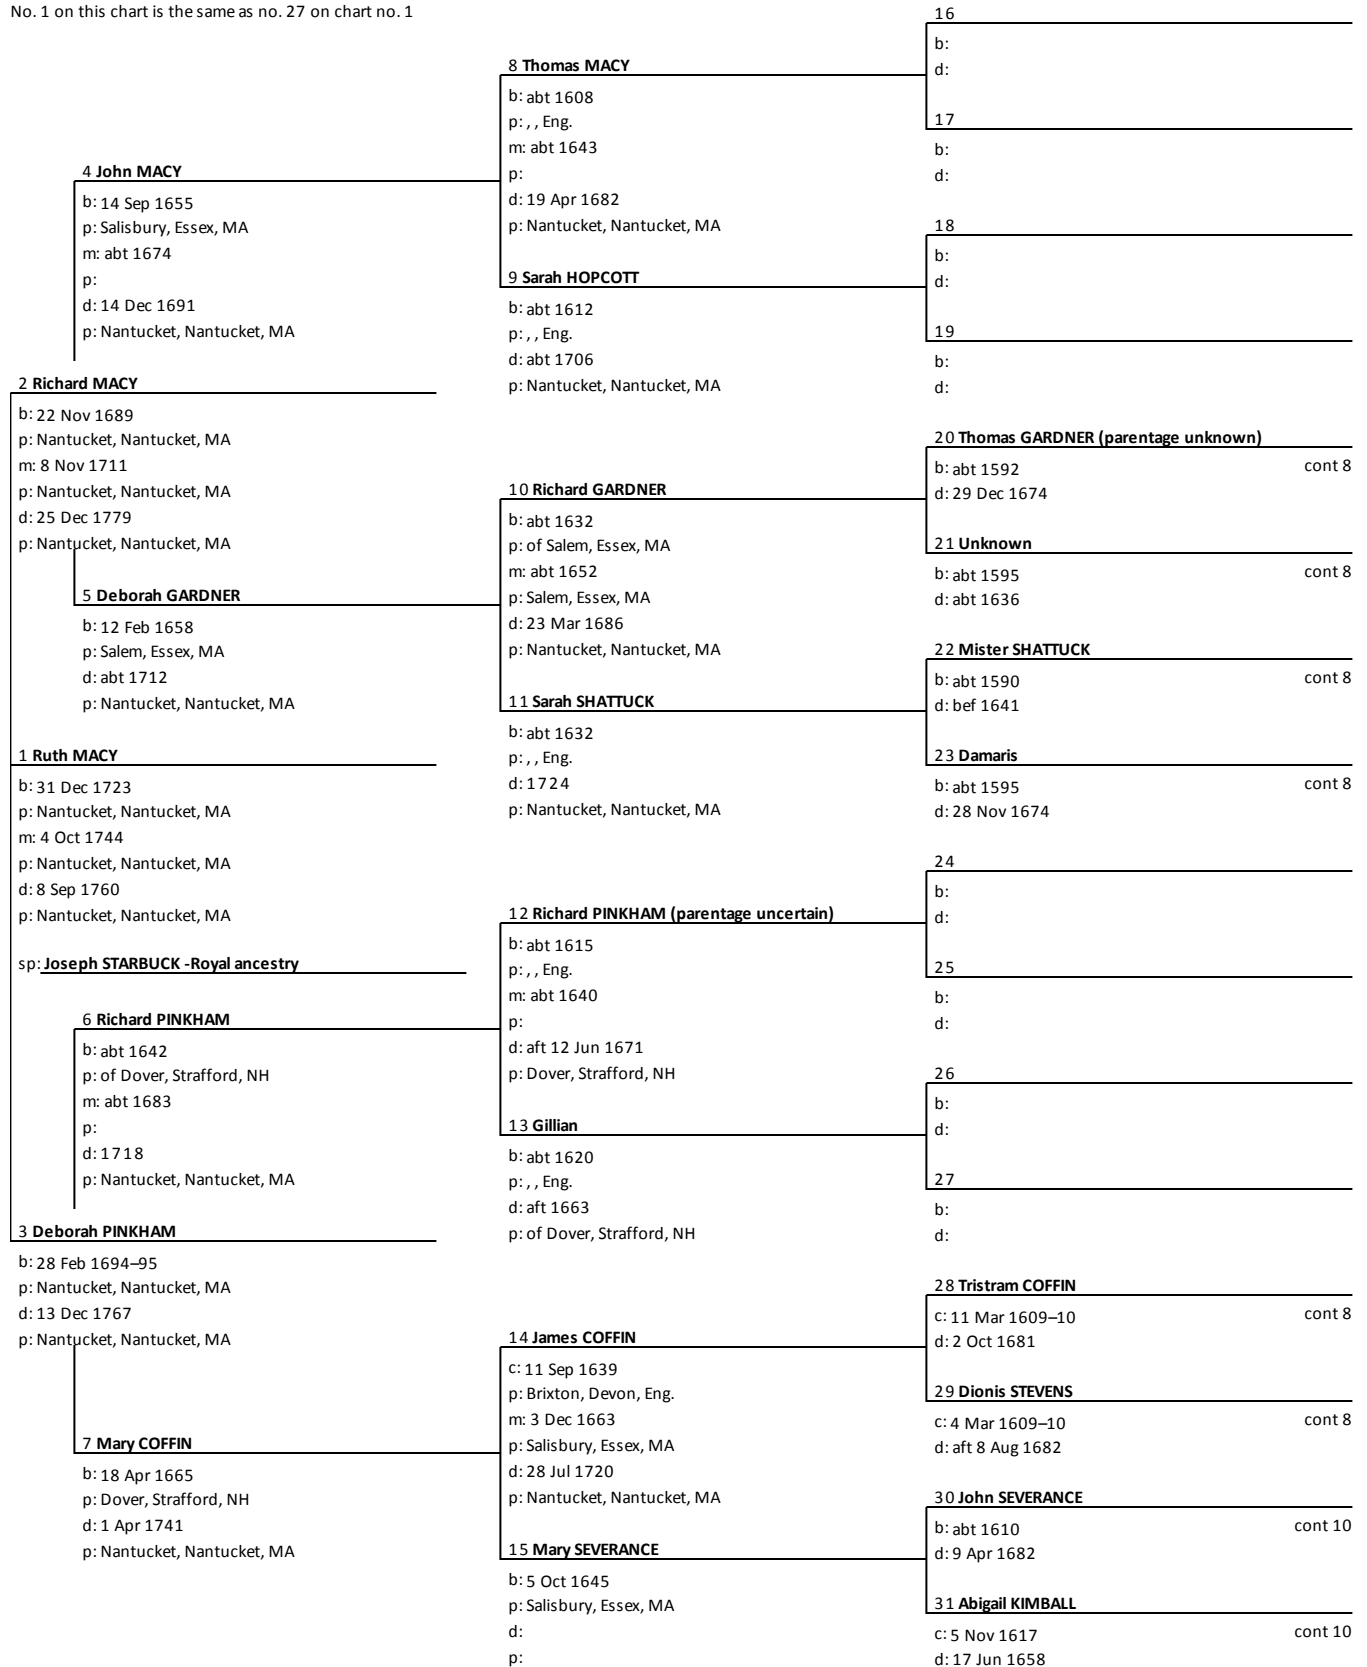 No. 1 on this chart is the same as no. 27 on chart no. 1
2 Richard MACY
b: 22 Nov 1689
p: Nantucket, Nantucket, MA
m: 8 Nov 1711
p: Nantucket, Nantucket, MA
d: 25 Dec 1779
p: Nantucket, Nantucket, MA
1 Ruth MACY
b: 31 Dec 1723
p: Nantucket, Nantucket, MA
m: 4 Oct 1744
p: Nantucket, Nantucket, MA
d: 8 Sep 1760
p: Nantucket, Nantucket, MA
sp: Joseph STARBUCK -Royal ancestry
3 Deborah PINKHAM
b: 28 Feb 1694–95
p: Nantucket, Nantucket, MA
d: 13 Dec 1767
p: Nantucket, Nantucket, MA
4 John MACY
b: 14 Sep 1655
p: Salisbury, Essex, MA
m: abt 1674
p:
d: 14 Dec 1691
p: Nantucket, Nantucket, MA
5 Deborah GARDNER
b: 12 Feb 1658
p: Salem, Essex, MA
d: abt 1712
p: Nantucket, Nantucket, MA
6 Richard PINKHAM
b: abt 1642
p: of Dover, Strafford, NH
m: abt 1683
p:
d: 1718
p: Nantucket, Nantucket, MA
7 Mary COFFIN
b: 18 Apr 1665
p: Dover, Strafford, NH
d: 1 Apr 1741
p: Nantucket, Nantucket, MA
8 Thomas MACY
b: abt 1608
p: , , Eng.
m: abt 1643
p:
d: 19 Apr 1682
p: Nantucket, Nantucket, MA
9 Sarah HOPCOTT
b: abt 1612
p: , , Eng.
d: abt 1706
p: Nantucket, Nantucket, MA
10 Richard GARDNER
b: abt 1632
p: of Salem, Essex, MA
m: abt 1652
p: Salem, Essex, MA
d: 23 Mar 1686
p: Nantucket, Nantucket, MA
11 Sarah SHATTUCK
b: abt 1632
p: , , Eng.
d: 1724
p: Nantucket, Nantucket, MA
12 Richard PINKHAM (parentage uncertain)
b: abt 1615
p: , , Eng.
m: abt 1640
p:
d: aft 12 Jun 1671
p: Dover, Strafford, NH
13 Gillian
b: abt 1620
p: , , Eng.
d: aft 1663
p: of Dover, Strafford, NH
14 James COFFIN
c: 11 Sep 1639
p: Brixton, Devon, Eng.
m: 3 Dec 1663
p: Salisbury, Essex, MA
d: 28 Jul 1720
p: Nantucket, Nantucket, MA
15 Mary SEVERANCE
b: 5 Oct 1645
p: Salisbury, Essex, MA
d:
p:
16
b:
d:
17
b:
d:
18
b:
d:
19
b:
d:
20 Thomas GARDNER (parentage unknown)
b: abt 1592 cont 8
d: 29 Dec 1674
21 Unknown
b: abt 1595 cont 8
d: abt 1636
22 Mister SHATTUCK
b: abt 1590 cont 8
d: bef 1641
23 Damaris
b: abt 1595 cont 8
d: 28 Nov 1674
24
b:
d:
25
b:
d:
26
b:
d:
27
b:
d:
28 Tristram COFFIN
c: 11 Mar 1609–10 cont 8
d: 2 Oct 1681
29 Dionis STEVENS
c: 4 Mar 1609–10 cont 8
d: aft 8 Aug 1682
30 John SEVERANCE
b: abt 1610 cont 10
d: 9 Apr 1682
31 Abigail KIMBALL
c: 5 Nov 1617 cont 10
d: 17 Jun 1658